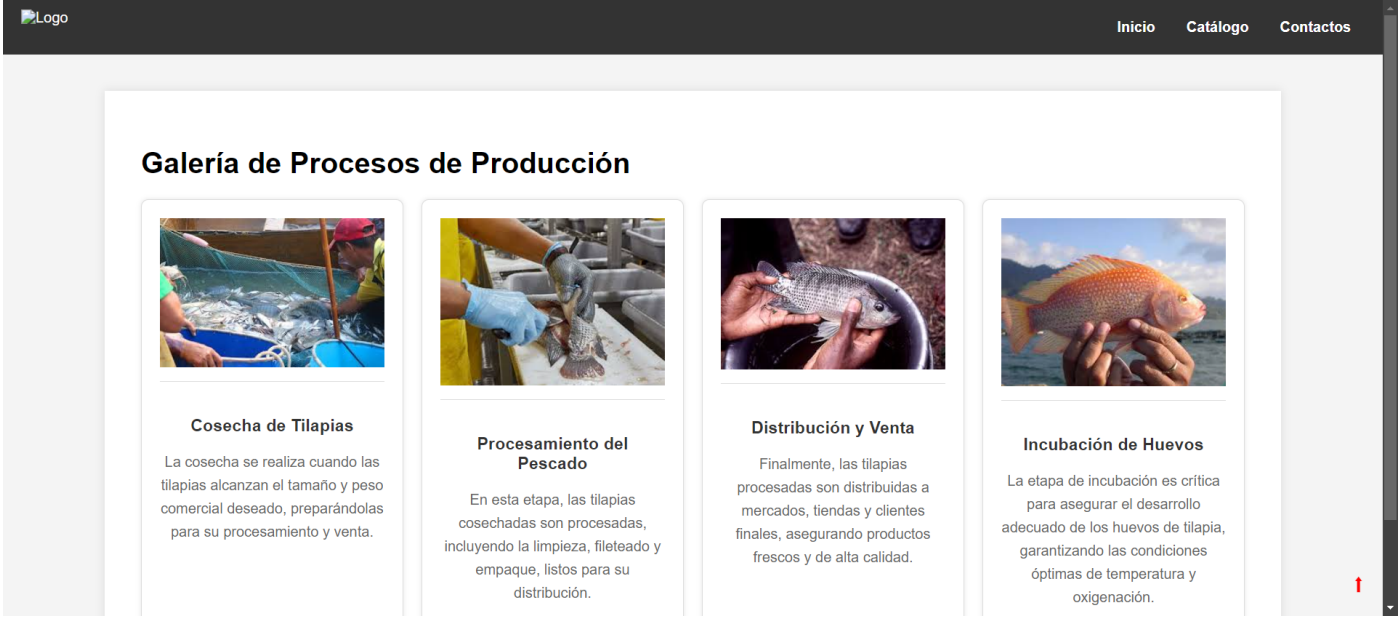 Logo
Inicio Catálogo Contactos
Galería de Procesos de Producción
Cosecha de Tilapias
La cosecha se realiza cuando las
tilapias alcanzan el tamaño y peso
comercial deseado, preparándolas
para su procesamiento y venta.
Procesamiento del
Pescado
En esta etapa, las tilapias
cosechadas son procesadas,
incluyendo la limpieza, fileteado y
empaque, listos para su
distribución.
Distribución y Venta
Finalmente, las tilapias
procesadas son distribuidas a
mercados, tiendas y clientes
finales, asegurando productos
frescos y de alta calidad.
Incubación de Huevos
La etapa de incubación es crítica
para asegurar el desarrollo
adecuado de los huevos de tilapia,
garantizando las condiciones
óptimas de temperatura y
oxigenación.